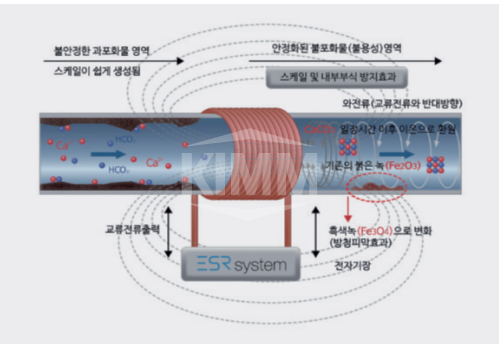 불안정한 과포화물 영역
스케일이 쉽게 생성됨
안정화된 불포화물(불용성)영역
스케일 및 내부부식 방지효과
와전류(교류전류와 반대방향)
(CaCO₃) 일정시간 이후 이온으로 환원
Ca²⁺
HCO₃
Ca²⁺
HCO₃
기존의 붉은 녹(Fe2O3)
KIMIN
교류전류출력
흑색녹(Fe3O4)으로 변화
(방청피막효과)
ESR system
전자기장